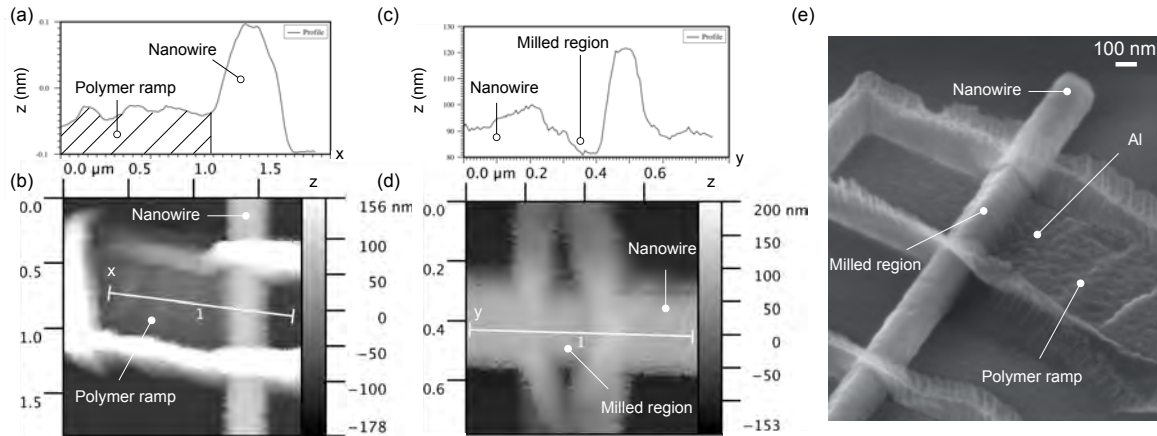 (a)
0.1
0.0
-0.1
z (nm)
Profile
Nanowire
Polymer ramp
x
0.0 µm
0.5
1.0
1.5
(b)
z
0.0
0.5
1.0
1.5
Nanowire
x
1
Polymer ramp
156 nm
100
50
0
−50
−100
−178
(c)
130
120
110
100
90
80
z (nm)
Profile
Milled region
Nanowire
y
0.0 µm
0.2
0.4
0.6
(d)
z
0.0
0.2
0.4
0.6
Nanowire
y
1
Milled region
200 nm
150
100
50
0
−50
−153
(e)
100 nm
Nanowire
Al
Milled region
Polymer ramp